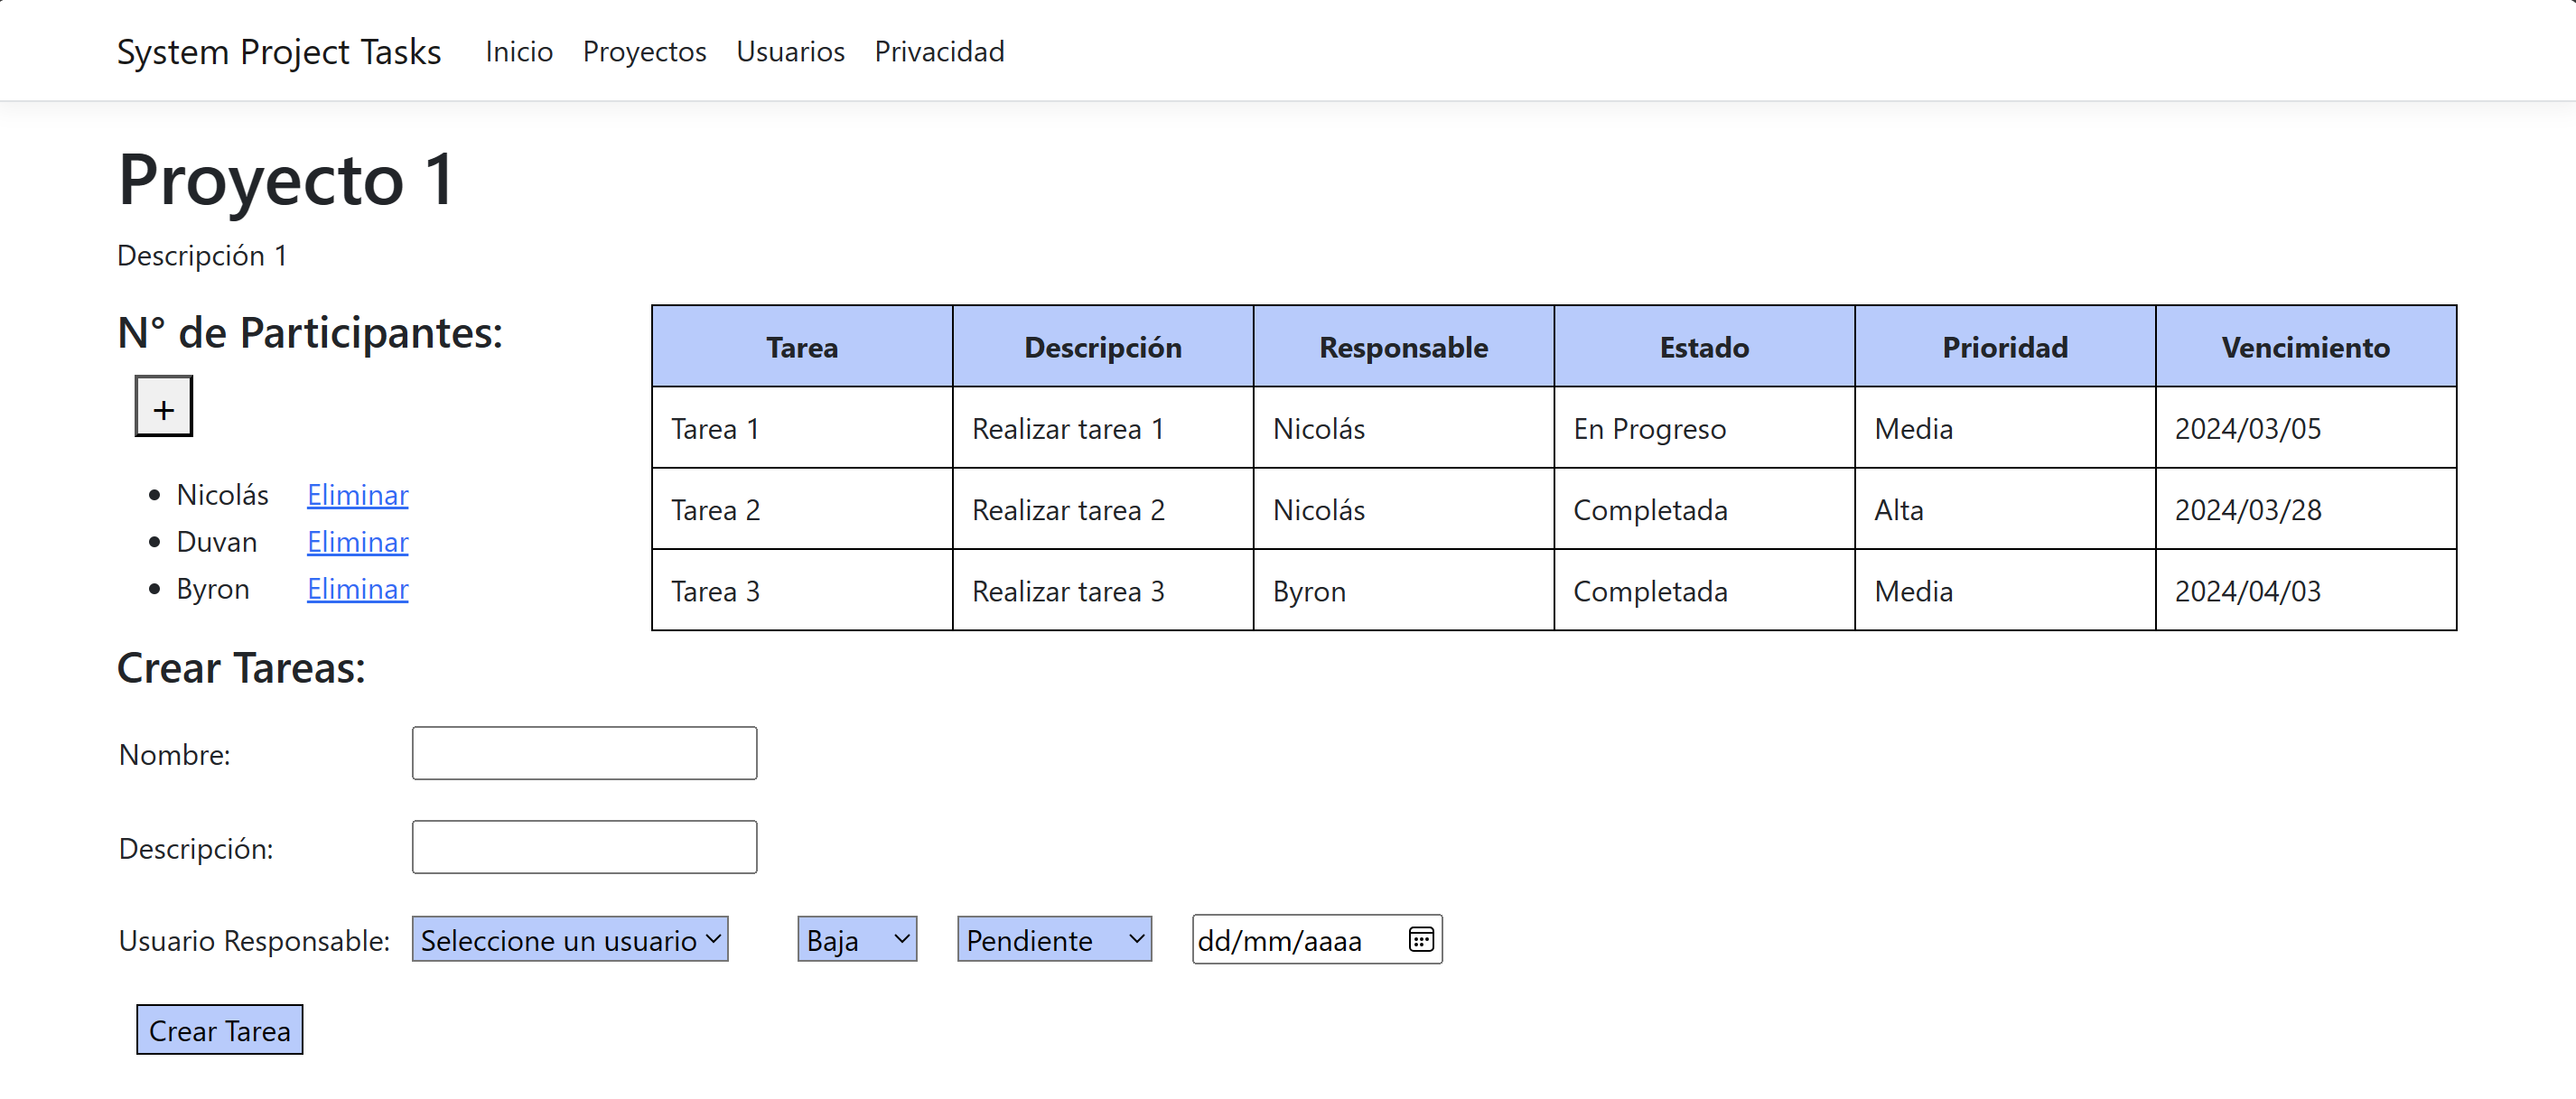 System Project Tasks Inicio Proyectos Usuarios Privacidad
Proyecto 1
Descripción 1
N° de Participantes:
+
Nicolás Eliminar
Duvan Eliminar
Byron Eliminar
Tarea Descripción Responsable Estado Prioridad Vencimiento
Tarea 1 Realizar tarea 1 Nicolás En Progreso Media 2024/03/05
Tarea 2 Realizar tarea 2 Nicolás Completada Alta 2024/03/28
Tarea 3 Realizar tarea 3 Byron Completada Media 2024/04/03
Crear Tareas:
Nombre:
Descripción:
Usuario Responsable: Seleccione un usuario Baja Pendiente dd/mm/aaaa
Crear Tarea